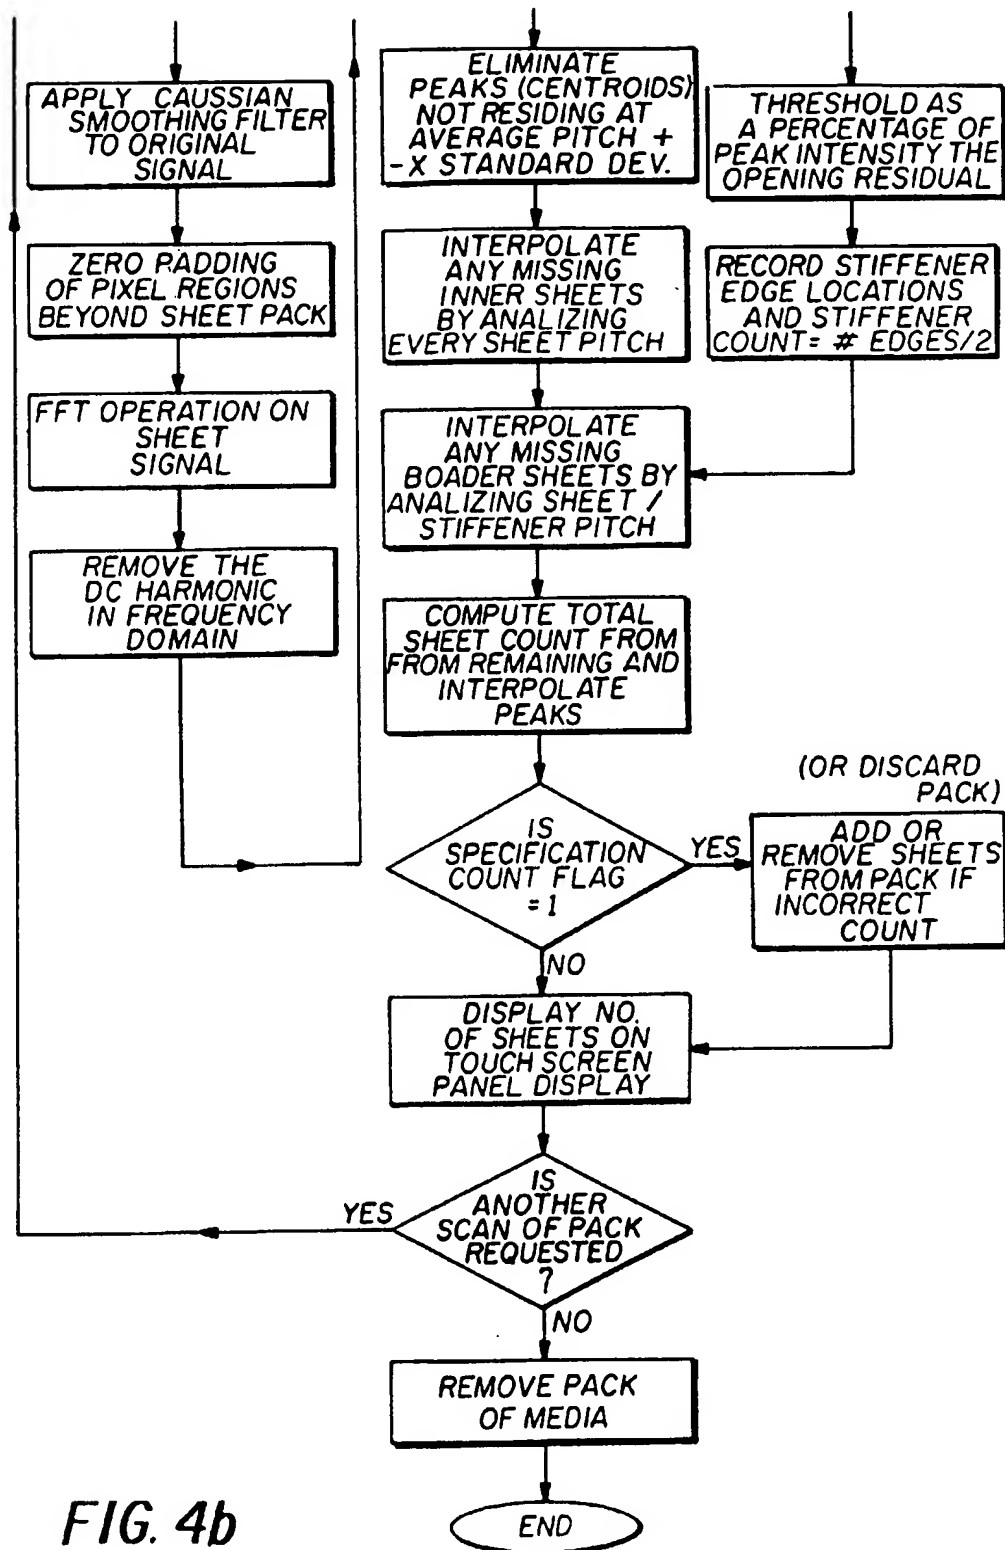 APPLY CAUSSIAN
SMOOTHING FILTER
TO ORIGINAL
SIGNAL
ZERO PADDING
OF PIXEL REGIONS
BEYOND SHEET PACK
FFT OPERATION ON
SHEET
SIGNAL
REMOVE THE
DC HARMONIC
IN FREQUENCY
DOMAIN
ELIMINATE
PEAKS (CENTROIDS)
NOT RESIDING AT
AVERAGE PITCH +
-X STANDARD DEV.
INTERPOLATE
ANY MISSING
INNER SHEETS
BY ANALIZING
EVERY SHEET PITCH
INTERPOLATE
ANY MISSING
BOADER SHEETS BY
ANALIZING SHEET /
STIFFENER PITCH
COMPUTE TOTAL
SHEET COUNT FROM
FROM REMAINING AND
INTERPOLATE
PEAKS
IS
SPECIFICATION
COUNT FLAG
= 1
YES
NO
DISPLAY NO.
OF SHEETS ON
TOUCH SCREEN
PANEL DISPLAY
IS
ANOTHER
SCAN OF PACK
REQUESTED
?
YES
NO
REMOVE PACK
OF MEDIA
END
THRESHOLD AS
A PERCENTAGE OF
PEAK INTENSITY THE
OPENING RESIDUAL
RECORD STIFFENER
EDGE LOCATIONS
AND STIFFENER
COUNT= # EDGES/2
(OR DISCARD
PACK)
ADD OR
REMOVE SHEETS
FROM PACK IF
INCORRECT
COUNT
FIG. 4b